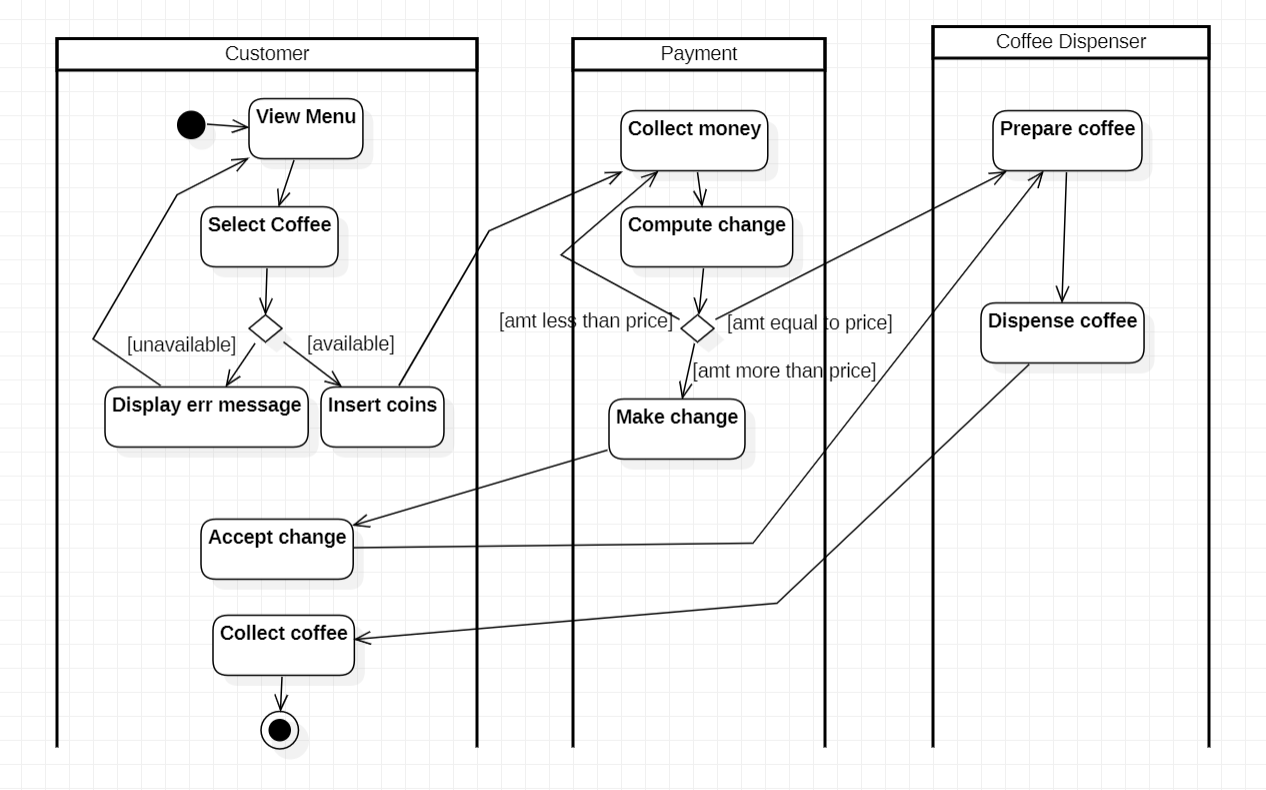 Customer
Payment
Coffee Dispenser
View Menu
Select Coffee
[unavailable]
[available]
Display err message
Insert coins
Accept change
Collect coffee
Collect money
Compute change
[amt less than price]
[amt equal to price]
[amt more than price]
Make change
Prepare coffee
Dispense coffee